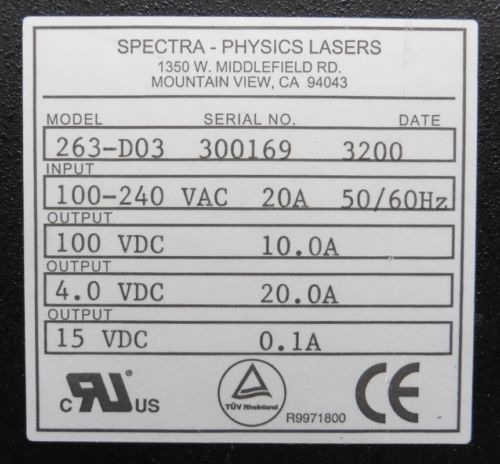 SPECTRA - PHYSICS LASERS
1350 W. MIDDLEFIELD RD.
MOUNTAIN VIEW, CA 94043
MODEL SERIAL NO. DATE
263-D03 300169 3200
INPUT
100-240 VAC 20A 50/60Hz
OUTPUT
100 VDC 10.0A
OUTPUT
4.0 VDC 20.0A
OUTPUT
15 VDC 0.1A
C RU US
TÜV Rheinland
R9971800
CE